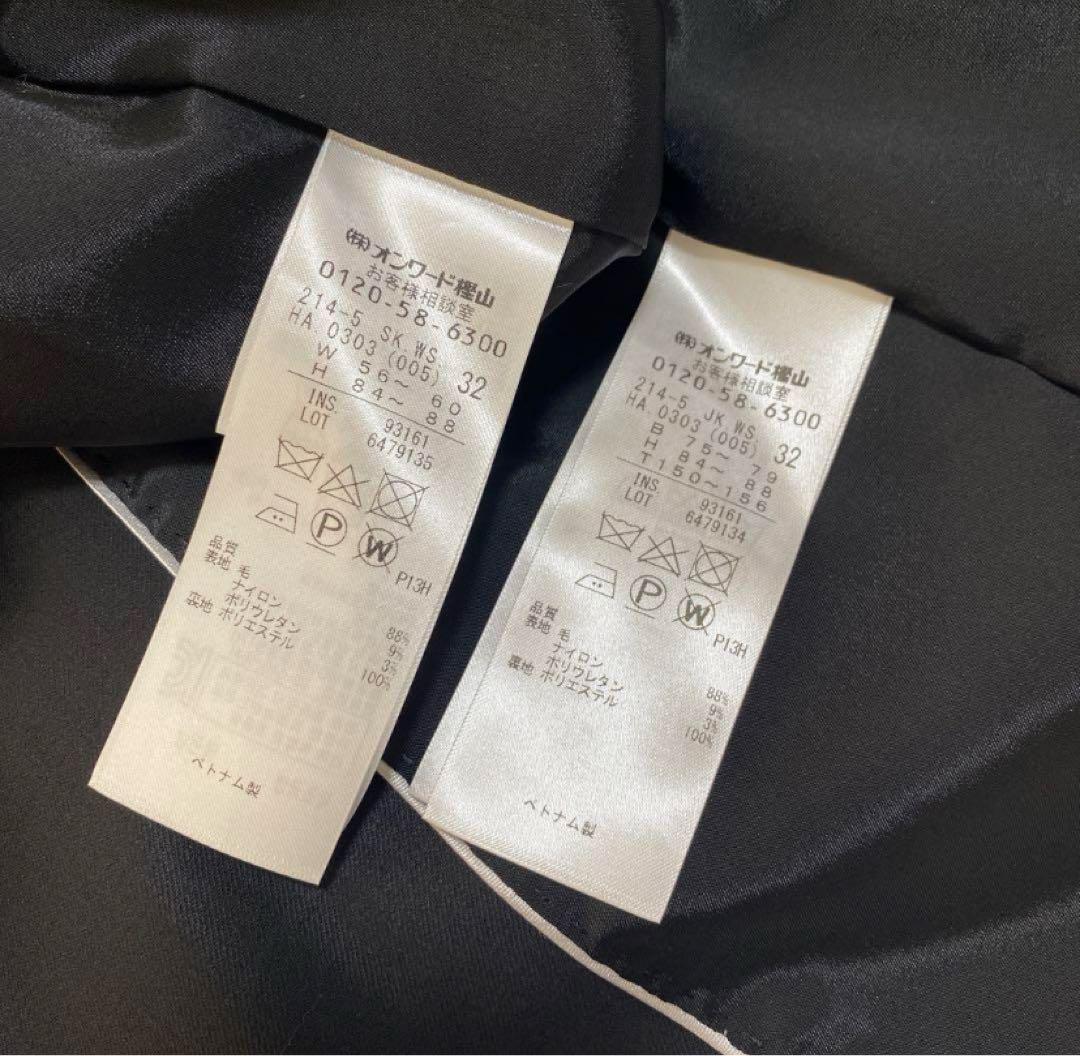 (株)オンワード樫山
お客様相談室
0120-58-6300
214-5 SK WS
HA 0303 (005) 32
W 56〜 60
H 84〜 88
INS. 93161
LOT 6479135
P
W
P13H
品質
表地 毛 88%
ナイロン 9%
ポリウレタン 3%
裏地 ポリエステル 100%
ベトナム製
(株)オンワード樫山
お客様相談室
0120-58-6300
214-5 JK WS
HA 0303 (005) 32
B 75〜 79
H 84〜 88
T150〜156
INS 93161
LOT 6479134
P
W
P13H
品質
表地 毛 88%
ナイロン 9%
ポリウレタン 3%
裏地 ポリエステル 100%
ベトナム製